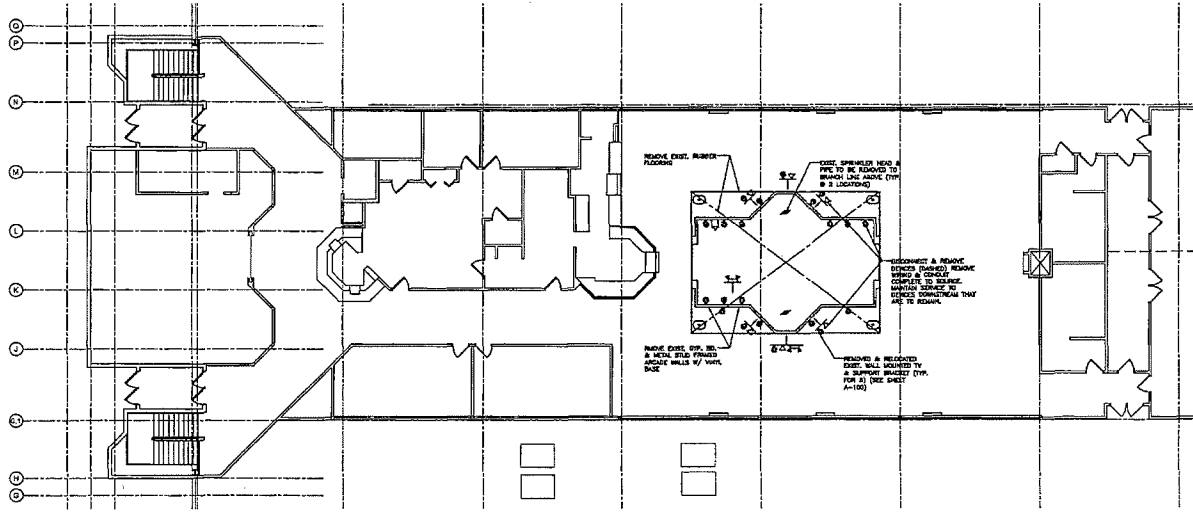 Q
P
N
M
L
K
J
G.1
H
G
REMOVE EXIST. RUBBER
FLOORING
EXIST. SPRINKLER HEAD &
PIPE TO BE REMOVED TO
BRANCH LINE ABOVE (TYP
@ 2 LOCATIONS)
DISCONNECT & REMOVE
DEVICES (DASHED) REMOVE
WIRING & CONDUIT
COMPLETE TO SOURCE.
MAINTAIN SERVICE TO
DEVICES DOWNSTREAM THAT
ARE TO REMAIN.
RMOVE EXIST. GYP. BD.
& METAL STUD FRAMED
ARCADE WALLS W/ VINYL
BASE
REMOVED & RELOCATED
EXIST. WALL MOUNTED TV
& SUPPORT BRACKET (TYP.
FOR 8) (SEE SHEET
A-100)